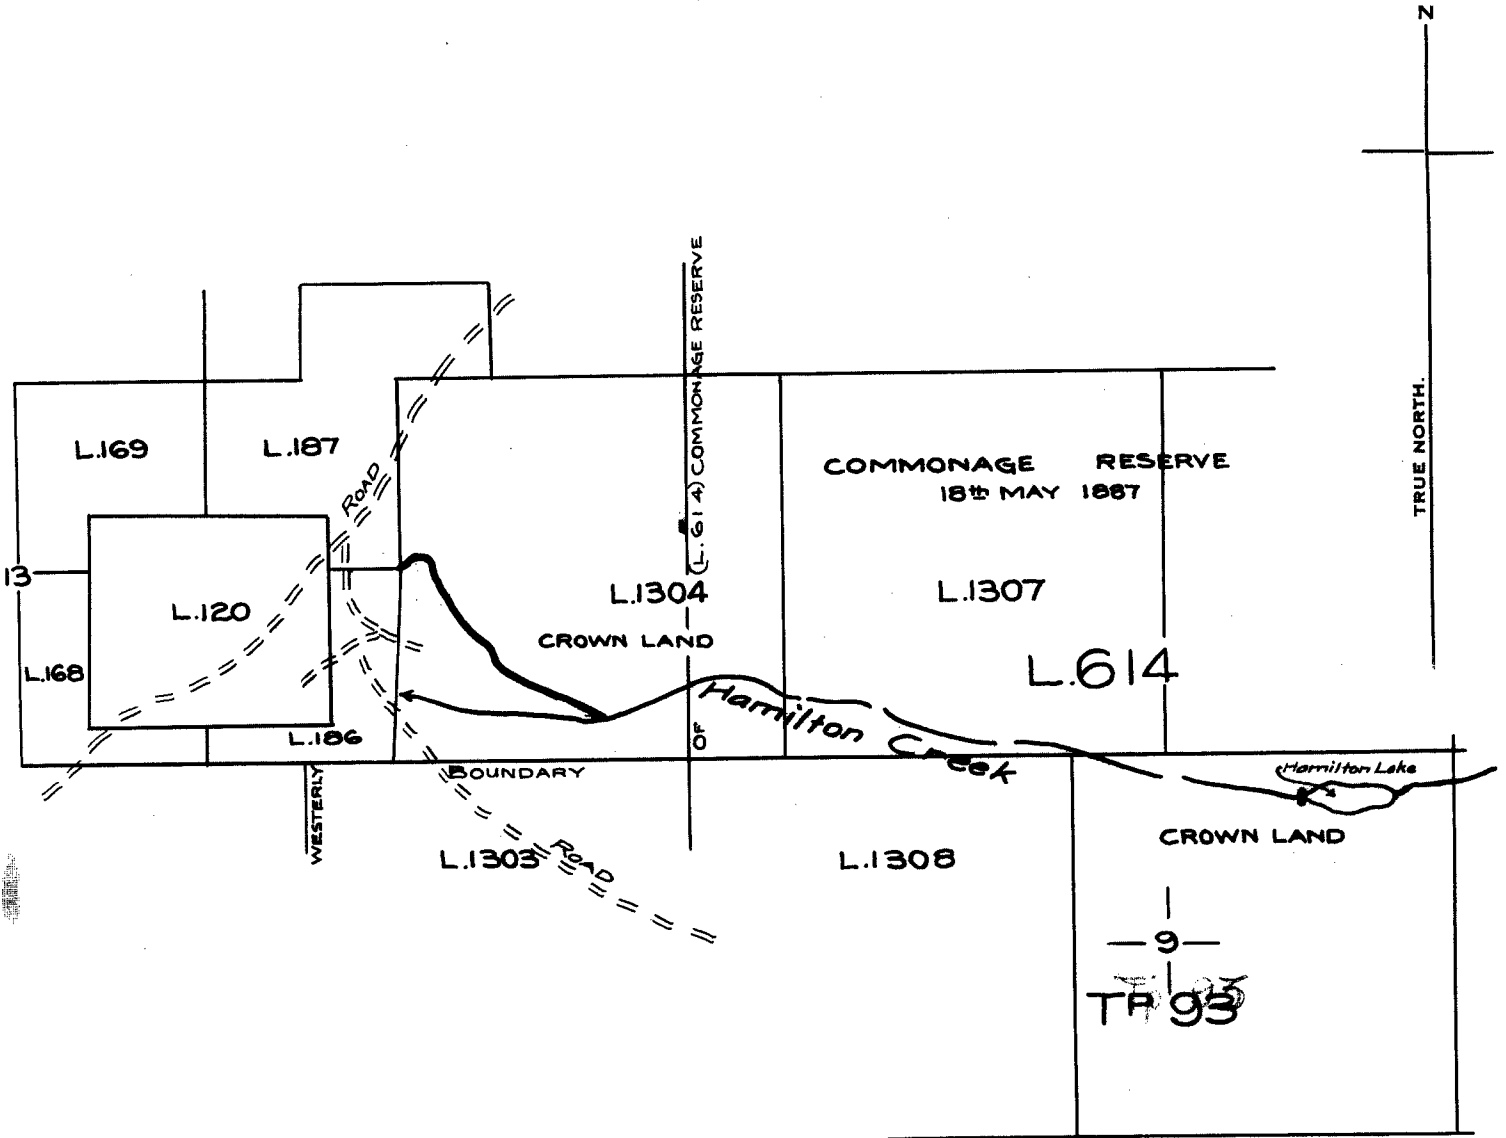 N
TRUE NORTH.
(L.614) COMMONAGE RESERVE
OF
L.169
L.187
ROAD
COMMONAGE RESERVE
18th MAY 1887
13
L.120
L.1304
CROWN LAND
L.1307
L.168
L.614
Hamilton Creek
L.186
WESTERLY
BOUNDARY
Hamilton Lake
CROWN LAND
L.1303
ROAD
L.1308
9
TP 93